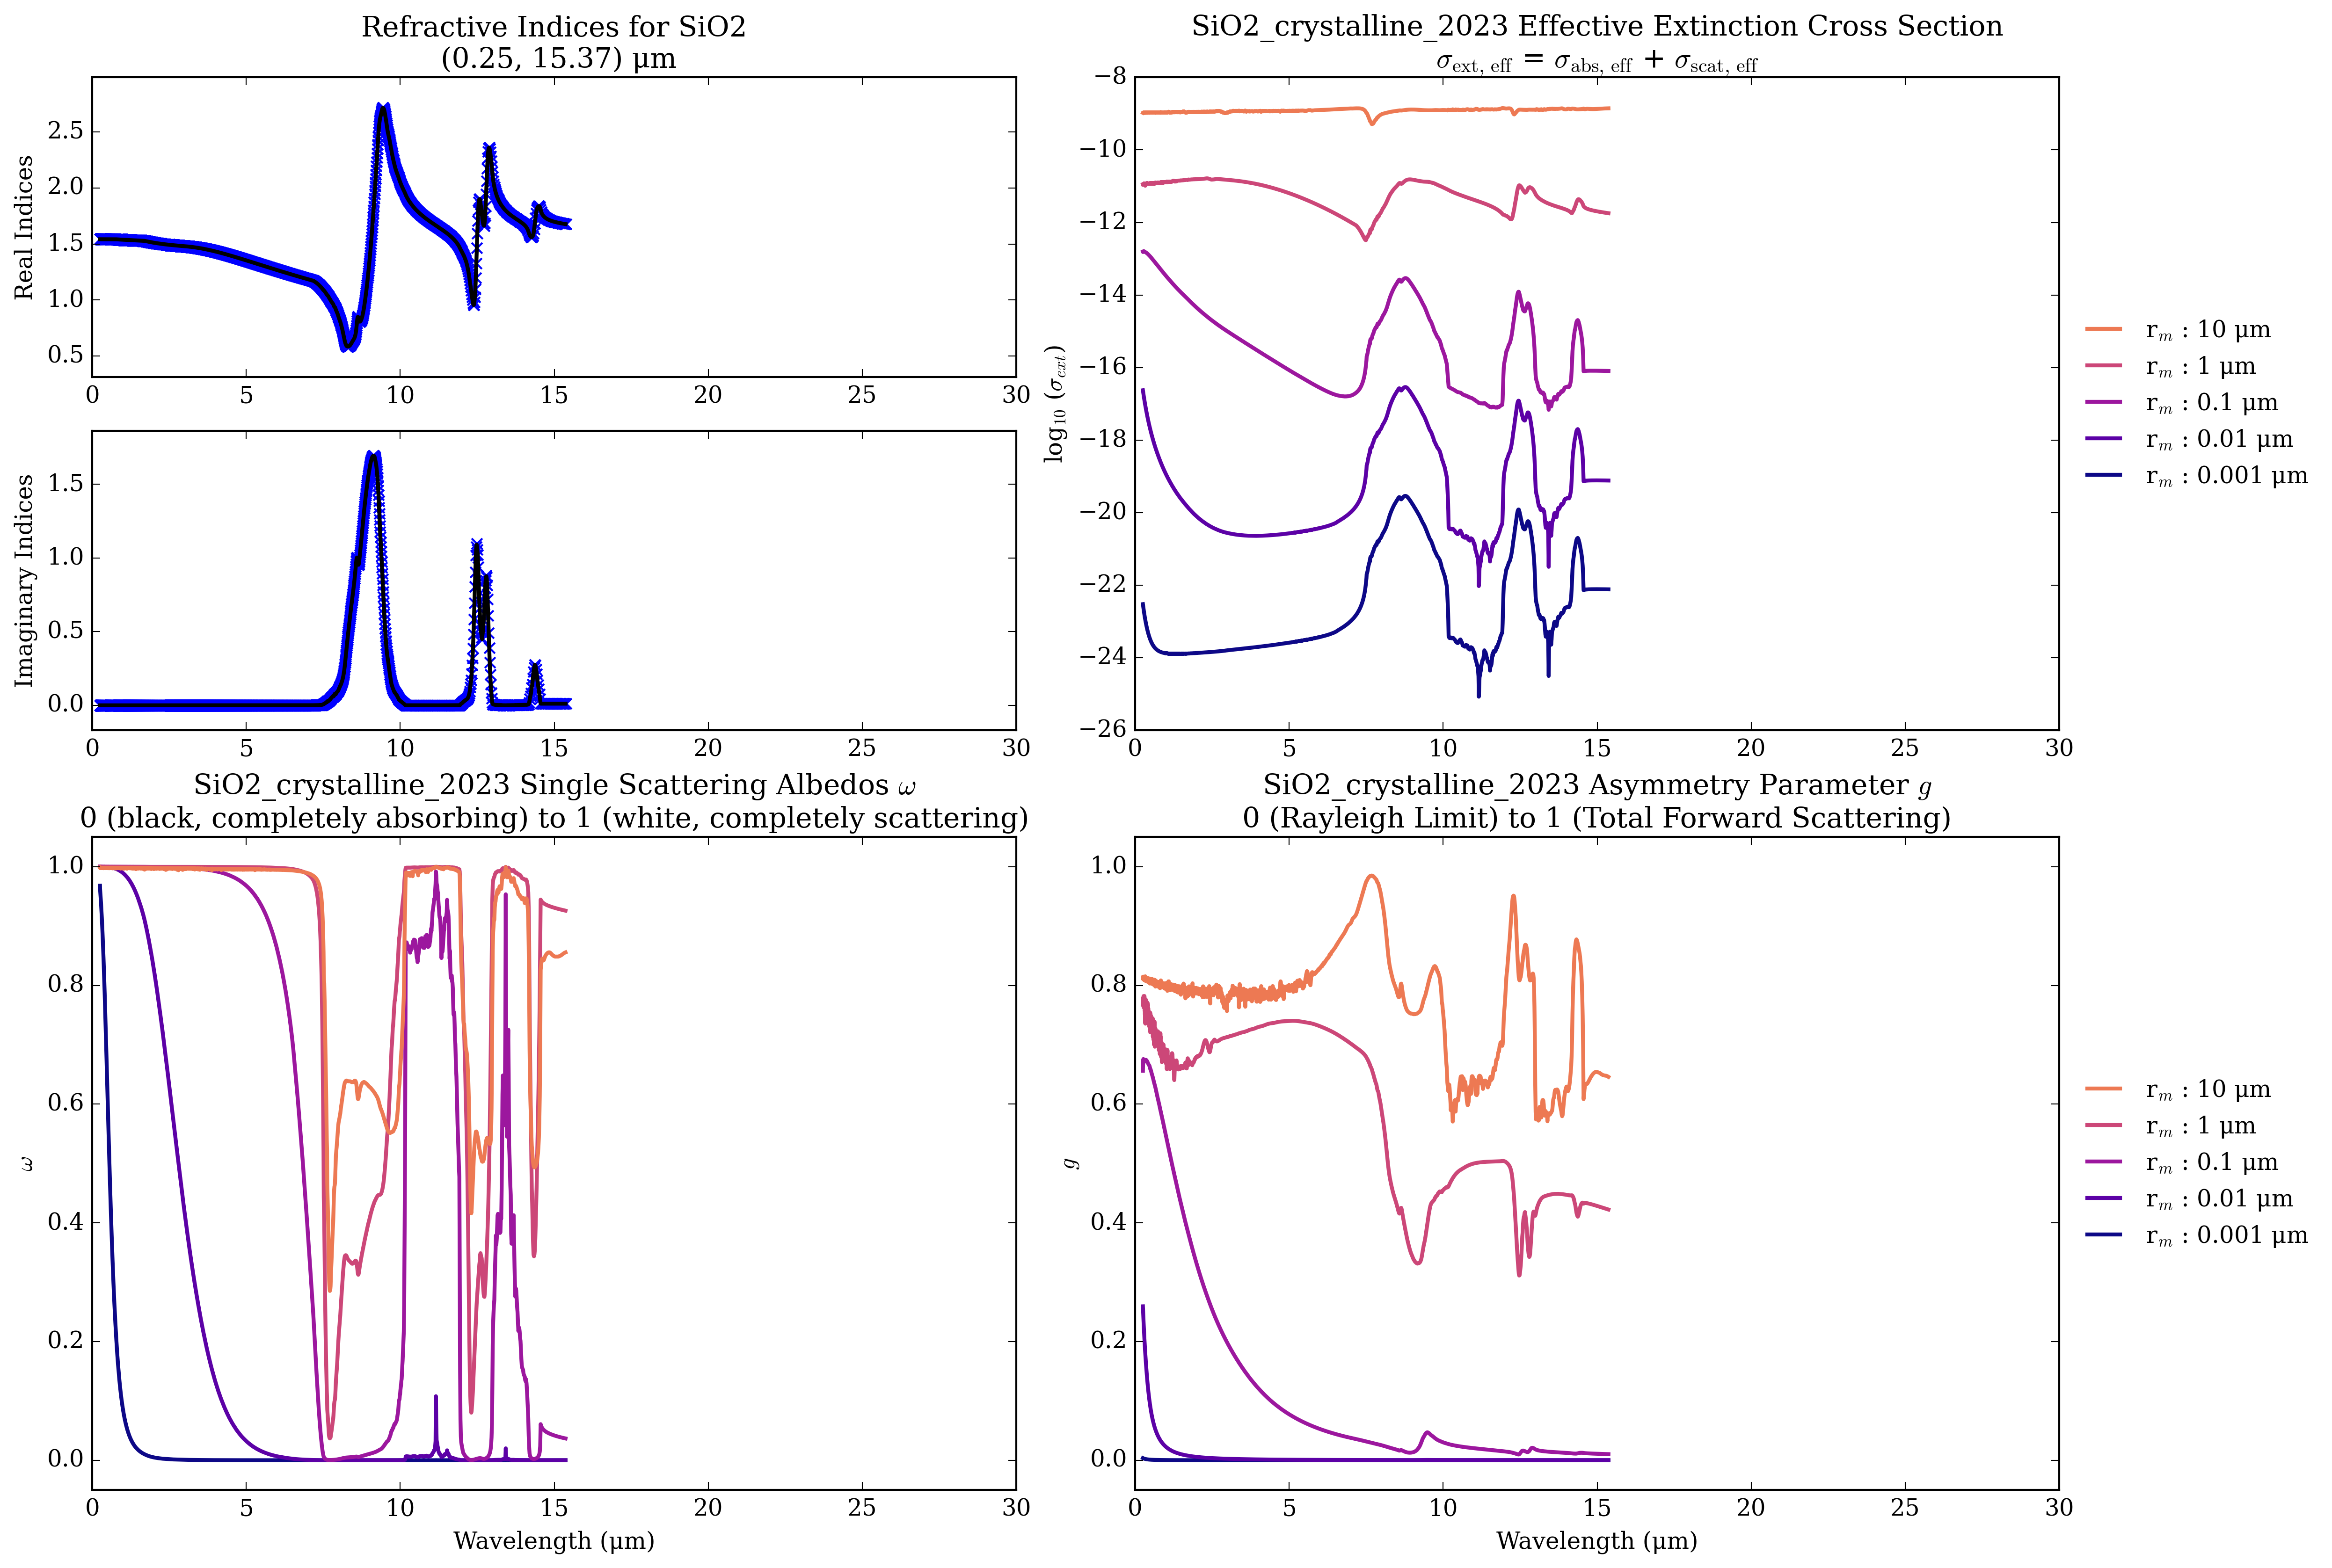 Refractive Indices for SiO2
(0.25, 15.37) μm
Real Indices
2.5
2.0
1.5
1.0
0.5
0 5 10 15 20 25 30
Imaginary Indices
1.5
1.0
0.5
0.0
0 5 10 15 20 25 30
SiO2_crystalline_2023 Effective Extinction Cross Section
σext, eff = σabs, eff + σscat, eff
log10 (σext)
−8
−10
−12
−14
−16
−18
−20
−22
−24
−26
0 5 10 15 20 25 30
rm : 10 μm
rm : 1 μm
rm : 0.1 μm
rm : 0.01 μm
rm : 0.001 μm
SiO2_crystalline_2023 Single Scattering Albedos ω
0 (black, completely absorbing) to 1 (white, completely scattering)
ω
1.0
0.8
0.6
0.4
0.2
0.0
0 5 10 15 20 25 30
Wavelength (μm)
SiO2_crystalline_2023 Asymmetry Parameter g
0 (Rayleigh Limit) to 1 (Total Forward Scattering)
g
1.0
0.8
0.6
0.4
0.2
0.0
0 5 10 15 20 25 30
Wavelength (μm)
rm : 10 μm
rm : 1 μm
rm : 0.1 μm
rm : 0.01 μm
rm : 0.001 μm